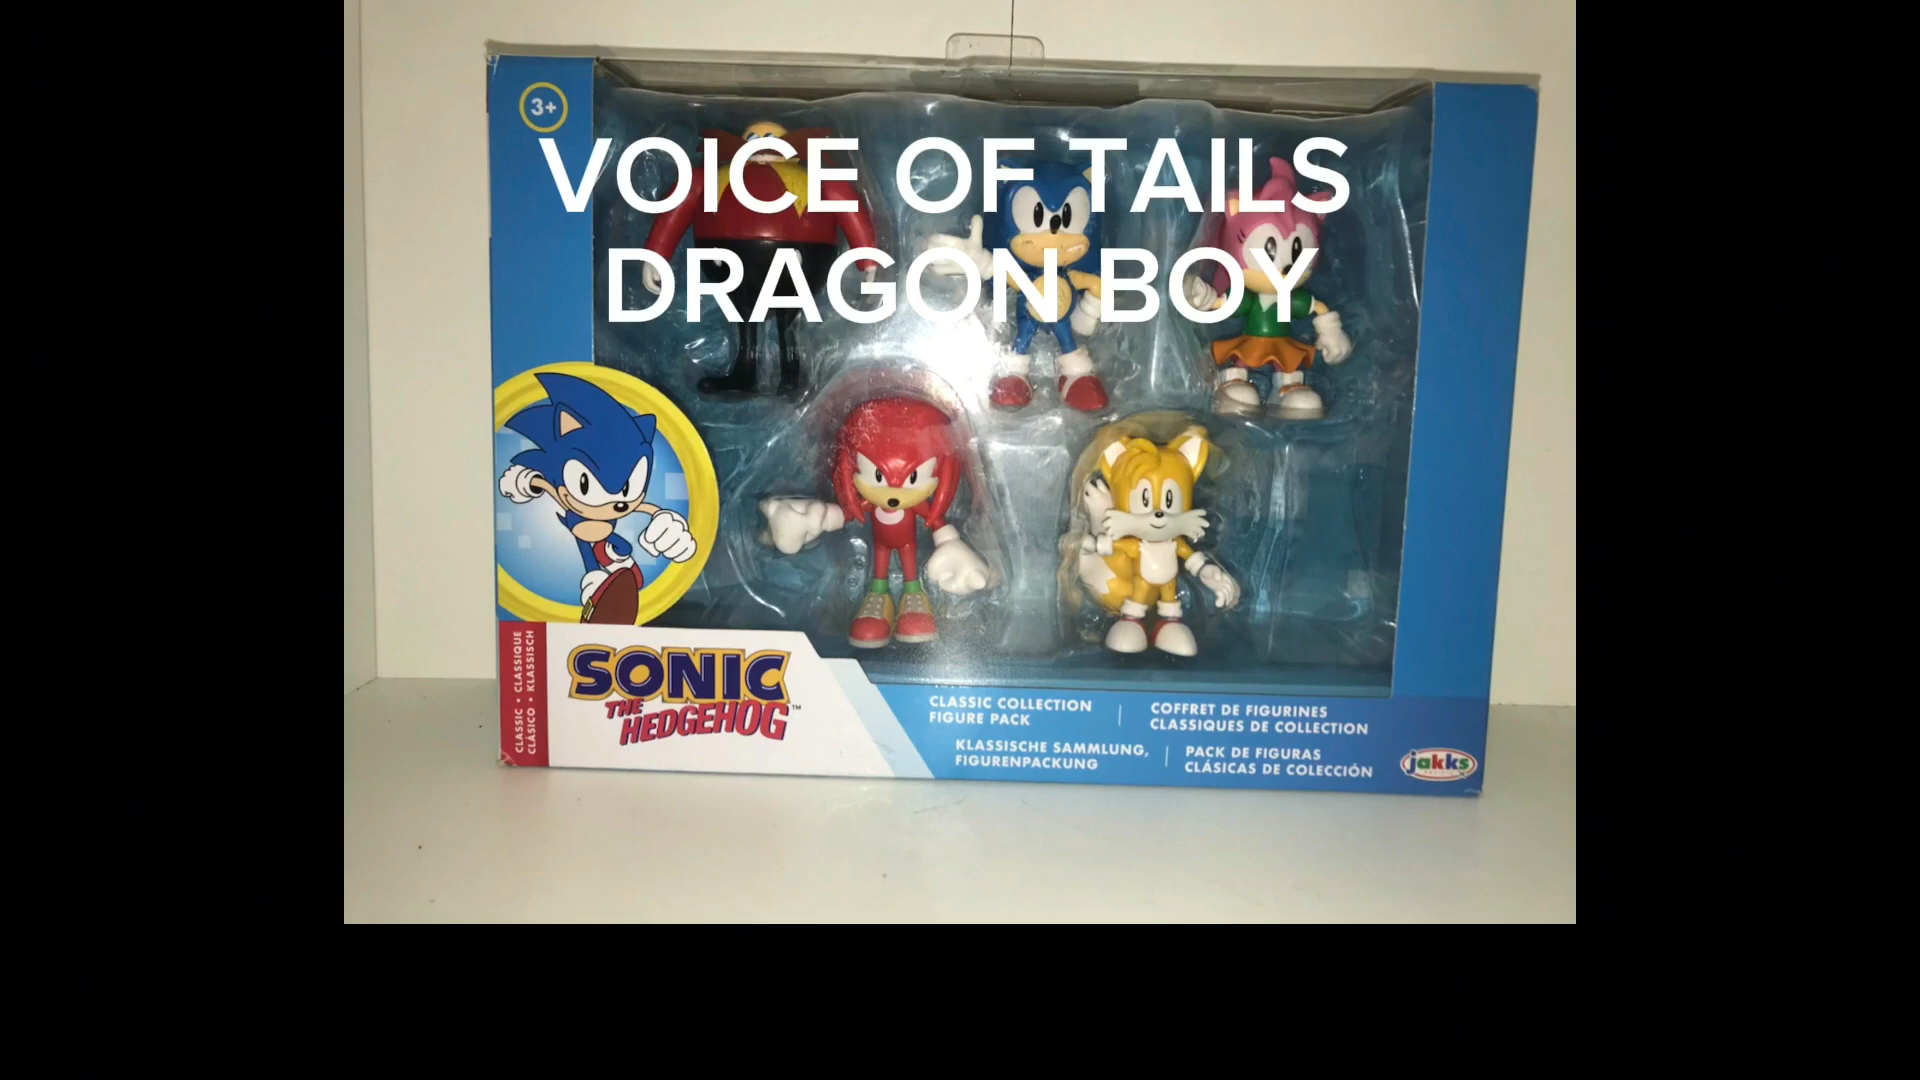 3+
VOICE OF TAILS
DRAGON BOY
CLASSIC • CLASSIQUE
CLÁSICO • KLASSISCH
SONIC
THE
HEDGEHOG™
CLASSIC COLLECTION
FIGURE PACK
COFFRET DE FIGURINES
CLASSIQUES DE COLLECTION
KLASSISCHE SAMMLUNG,
FIGURENPACKUNG
PACK DE FIGURAS
CLÁSICAS DE COLECCIÓN
jakks